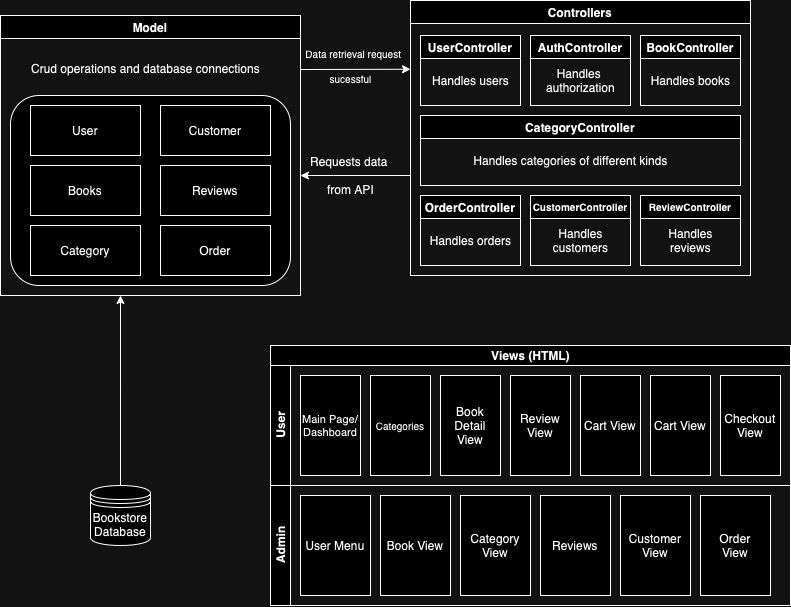 Model
Crud operations and database connections
User
Customer
Books
Reviews
Category
Order
Data retrieval request
sucessful
Requests data
from API
Controllers
UserController
Handles users
AuthController
Handles
authorization
BookController
Handles books
CategoryController
Handles categories of different kinds
OrderController
Handles orders
CustomerController
Handles
customers
ReviewController
Handles
reviews
Bookstore
Database
Views (HTML)
User
Main Page/
Dashboard
Categories
Book
Detail
View
Review
View
Cart View
Cart View
Checkout
View
Admin
User Menu
Book View
Category
View
Reviews
Customer
View
Order
View